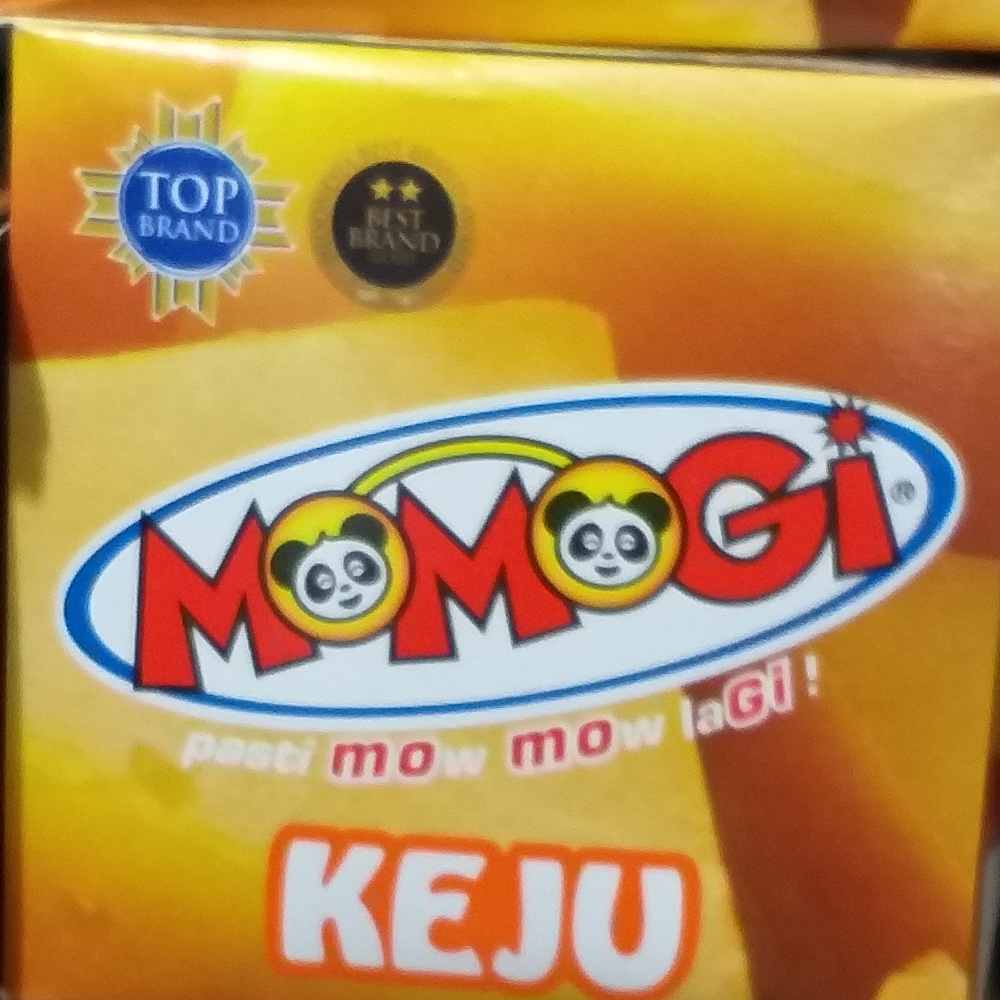 TOP
BRAND
BEST
BRAND
MOMOGi ®
pasti mow mow laGi !
KEJU